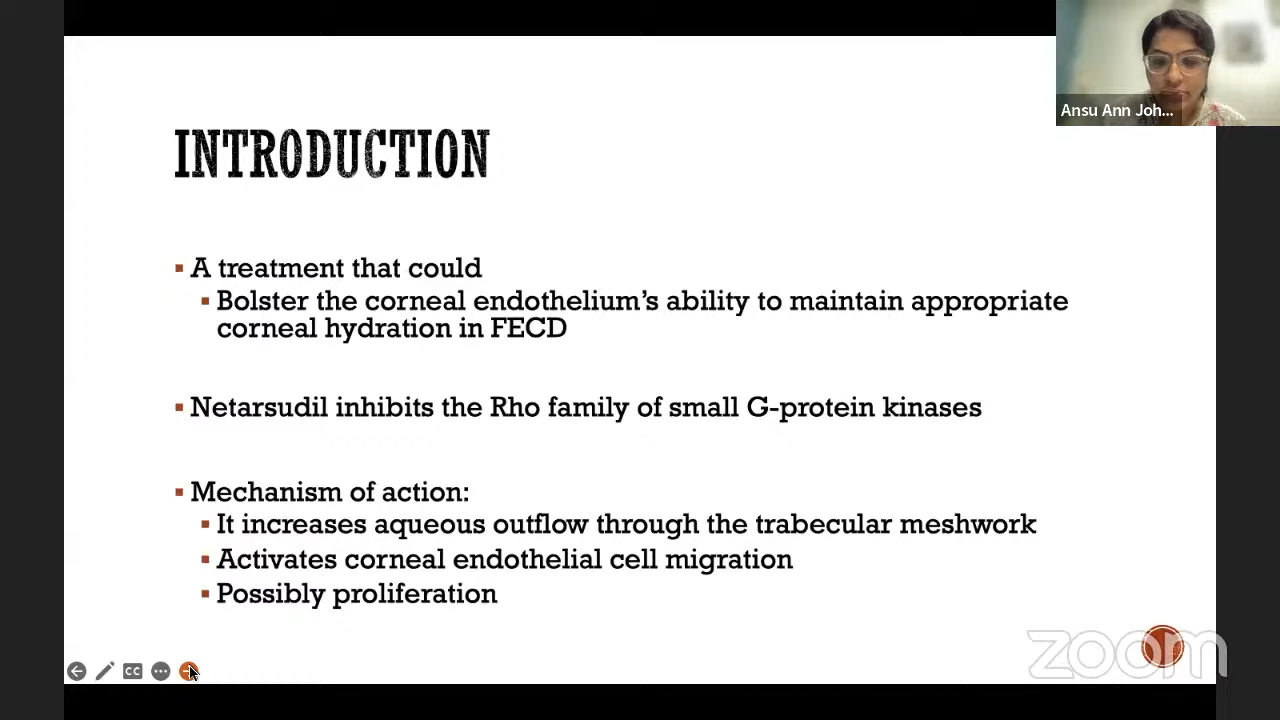 Ansu Ann Joh...
INTRODUCTION
A treatment that could
Bolster the corneal endothelium's ability to maintain appropriate
corneal hydration in FECD
Netarsudil inhibits the Rho family of small G-protein kinases
Mechanism of action:
It increases aqueous outflow through the trabecular meshwork
Activates corneal endothelial cell migration
Possibly proliferation
CC
zoom